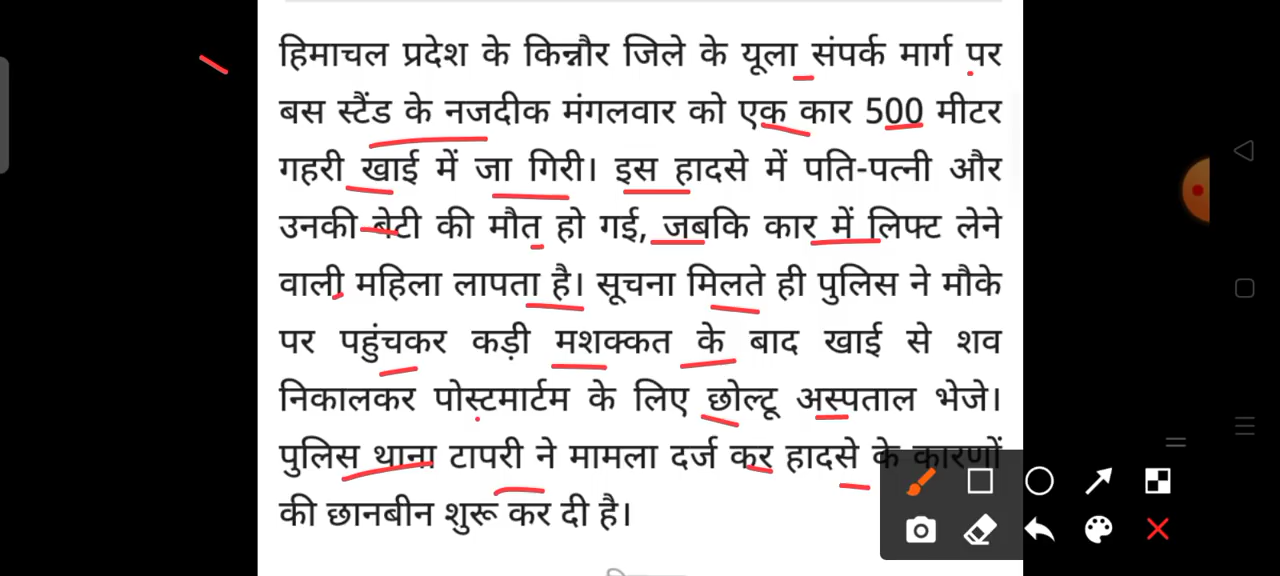 हिमाचल प्रदेश के किन्नौर जिले के यूला संपर्क मार्ग पर
बस स्टैंड के नजदीक मंगलवार को एक कार 500 मीटर
गहरी खाई में जा गिरी। इस हादसे में पति-पत्नी और
उनकी बेटी की मौत हो गई, जबकि कार में लिफ्ट लेने
वाली महिला लापता है। सूचना मिलते ही पुलिस ने मौके
पर पहुंचकर कड़ी मशक्कत के बाद खाई से शव
निकालकर पोस्टमार्टम के लिए छोल्टू अस्पताल भेजे।
पुलिस थाना टापरी ने मामला दर्ज कर हादसे के कारणों
की छानबीन शुरू कर दी है।